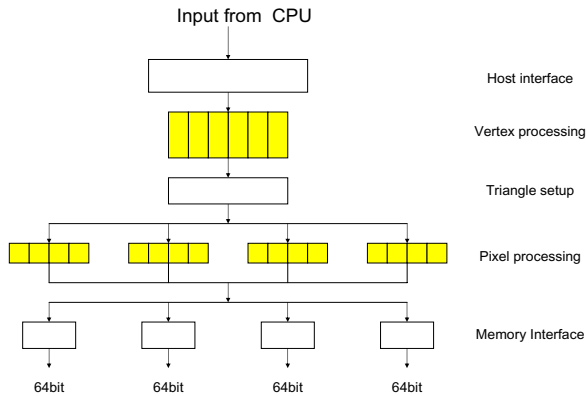 Input from CPU
Host interface
Vertex processing
Triangle setup
Pixel processing
Memory Interface
64bit
64bit
64bit
64bit